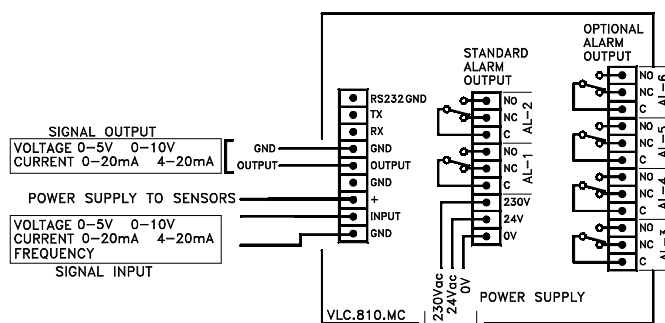 OPTIONAL
ALARM
OUTPUT
STANDARD
ALARM
OUTPUT
SIGNAL OUTPUT
VOLTAGE 0–5V 0–10V
CURRENT 0–20mA 4–20mA
GND
OUTPUT
POWER SUPPLY TO SENSORS
VOLTAGE 0–5V 0–10V
CURRENT 0–20mA 4–20mA
FREQUENCY
SIGNAL INPUT
RS232 GND
TX
RX
GND
OUTPUT
GND
+
INPUT
GND
NO
NC
C
AL–2
NO
NC
C
AL–1
230V
24V
0V
NO
NC
C
AL–6
NO
NC
C
AL–5
NO
NC
C
AL–4
NO
NC
C
AL–3
230Vac
24Vac
0V
POWER SUPPLY
VLC.810.MC